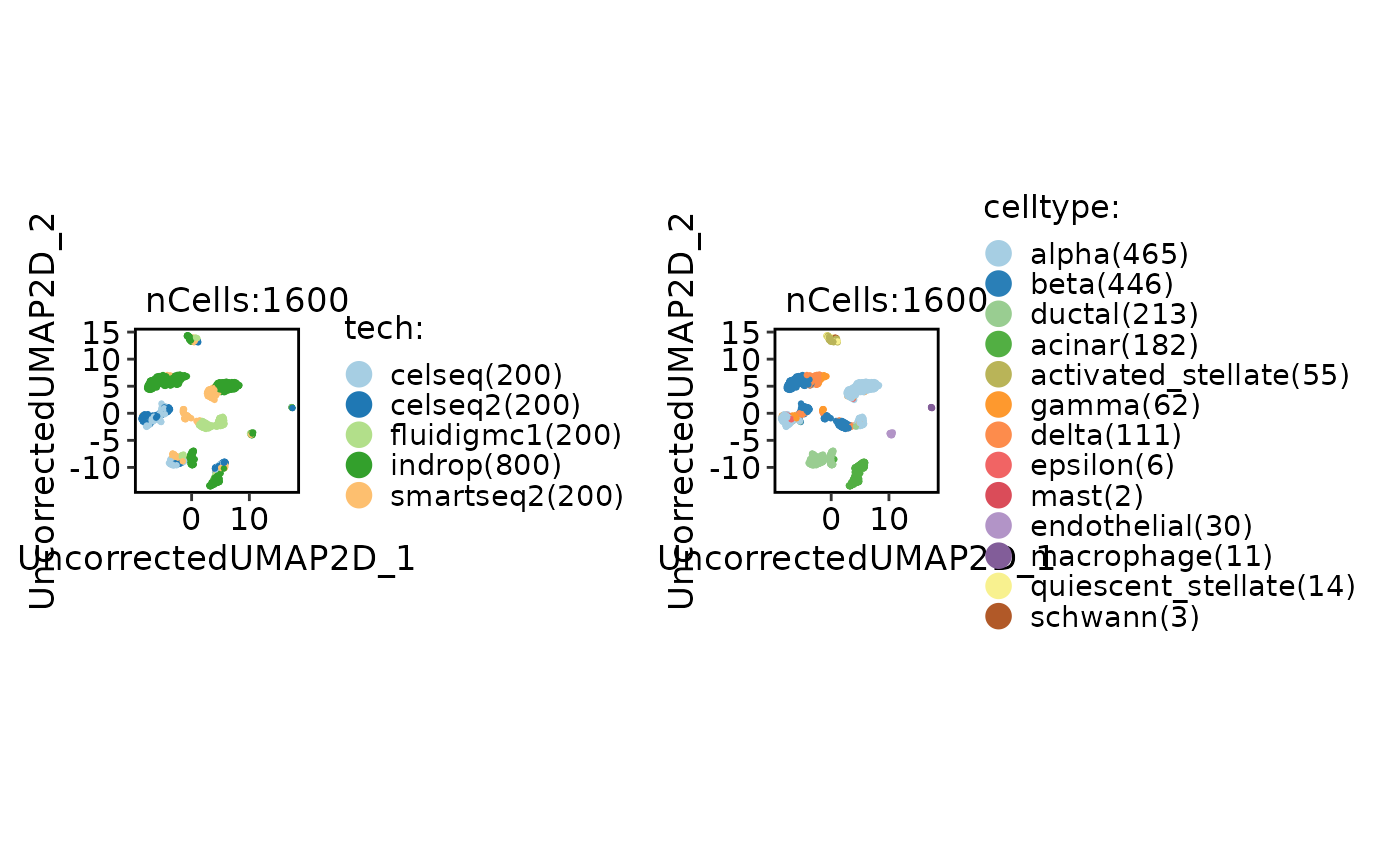 UncorrectedUMAP2D_2
nCells:1600
15
10
5
0
-5
-10
0 10
UncorrectedUMAP2D_1
tech:
celseq(200)
celseq2(200)
fluidigmc1(200)
indrop(800)
smartseq2(200)
UncorrectedUMAP2D_2
nCells:1600
15
10
5
0
-5
-10
0 10
UncorrectedUMAP2D_1
celltype:
alpha(465)
beta(446)
ductal(213)
acinar(182)
activated_stellate(55)
gamma(62)
delta(111)
epsilon(6)
mast(2)
endothelial(30)
macrophage(11)
quiescent_stellate(14)
schwann(3)